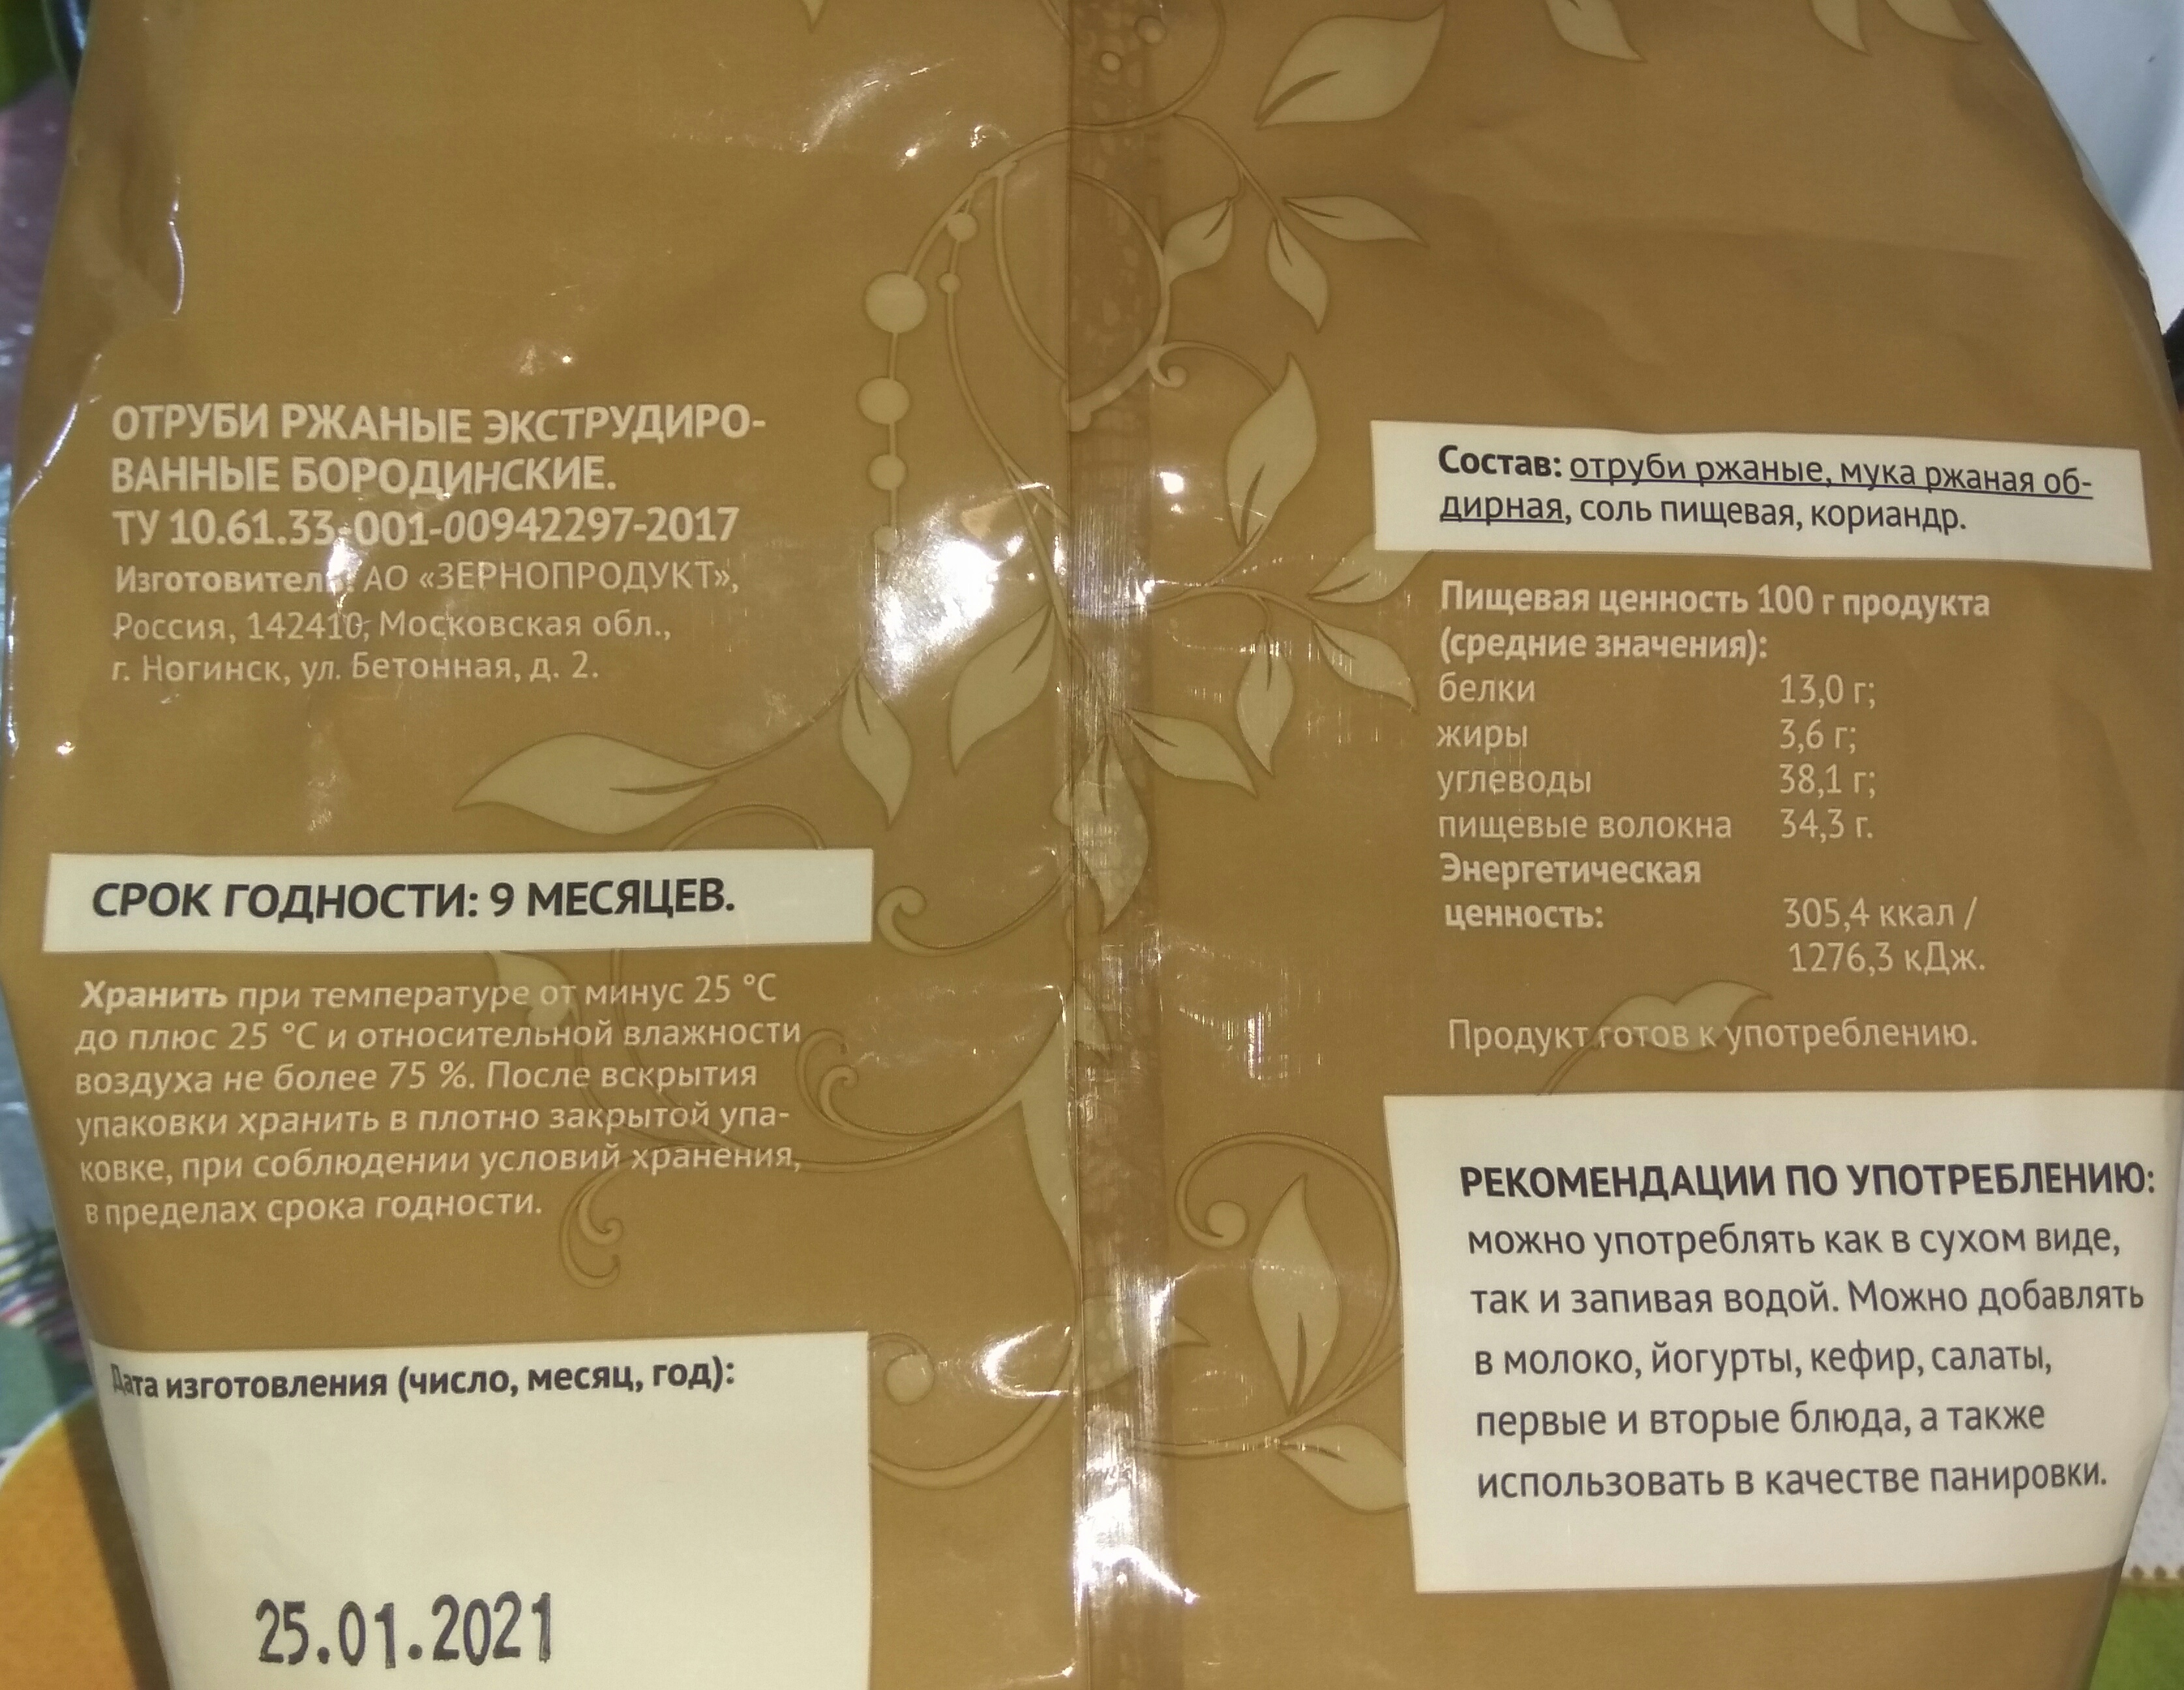 ОТРУБИ РЖАНЫЕ ЭКСТРУДИРО-
ВАННЫЕ БОРОДИНСКИЕ.
ТУ 10.61.33-001-00942297-2017
Изготовитель: АО «ЗЕРНОПРОДУКТ»,
Россия, 142410, Московская обл.,
г. Ногинск, ул. Бетонная, д. 2.
СРОК ГОДНОСТИ: 9 МЕСЯЦЕВ.
Хранить при температуре от минус 25 °С
до плюс 25 °С и относительной влажности
воздуха не более 75 %. После вскрытия
упаковки хранить в плотно закрытой упа-
ковке, при соблюдении условий хранения,
в пределах срока годности.
Дата изготовления (число, месяц, год):
25.01.2021
Состав: отруби ржаные, мука ржаная об-
дирная, соль пищевая, кориандр.
Пищевая ценность 100 г продукта
(средние значения):
белки 13,0 г;
жиры 3,6 г;
углеводы 38,1 г;
пищевые волокна 34,3 г.
Энергетическая
ценность: 305,4 ккал /
1276,3 кДж.
Продукт готов к употреблению.
РЕКОМЕНДАЦИИ ПО УПОТРЕБЛЕНИЮ:
можно употреблять как в сухом виде,
так и запивая водой. Можно добавлять
в молоко, йогурты, кефир, салаты,
первые и вторые блюда, а также
использовать в качестве панировки.